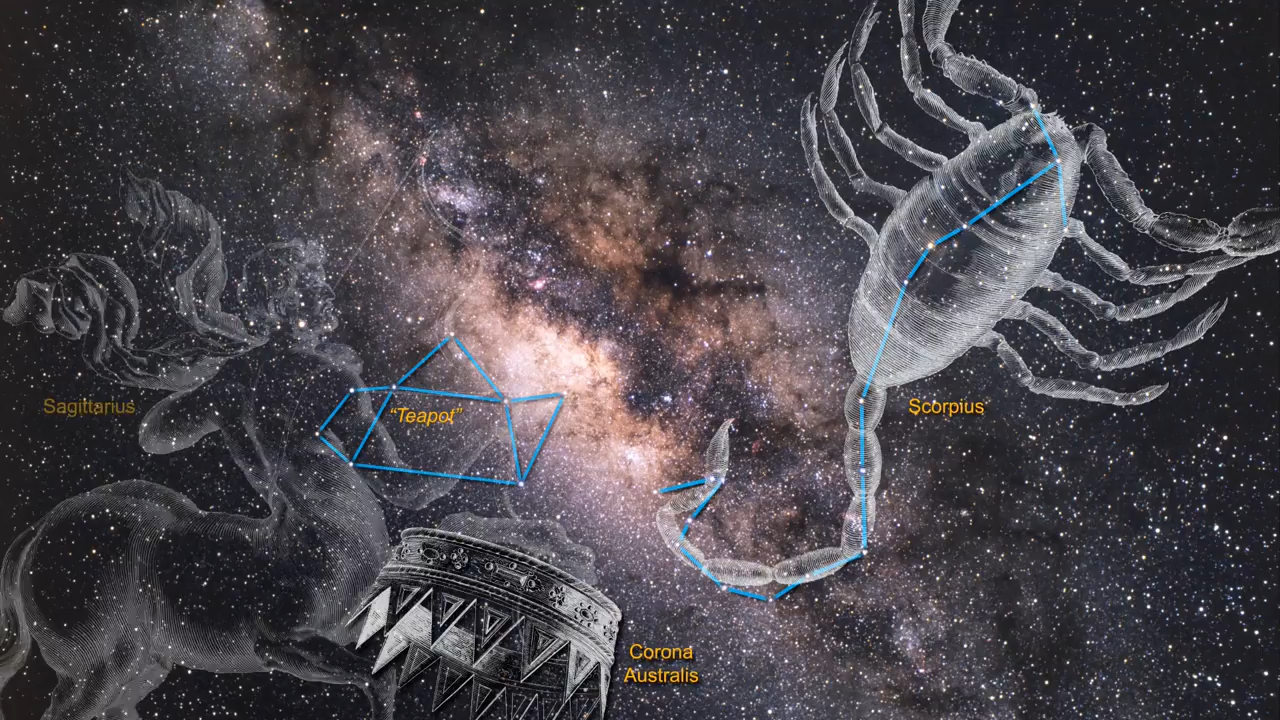 Sagittarius
“Teapot”
Scorpius
Corona
Australis